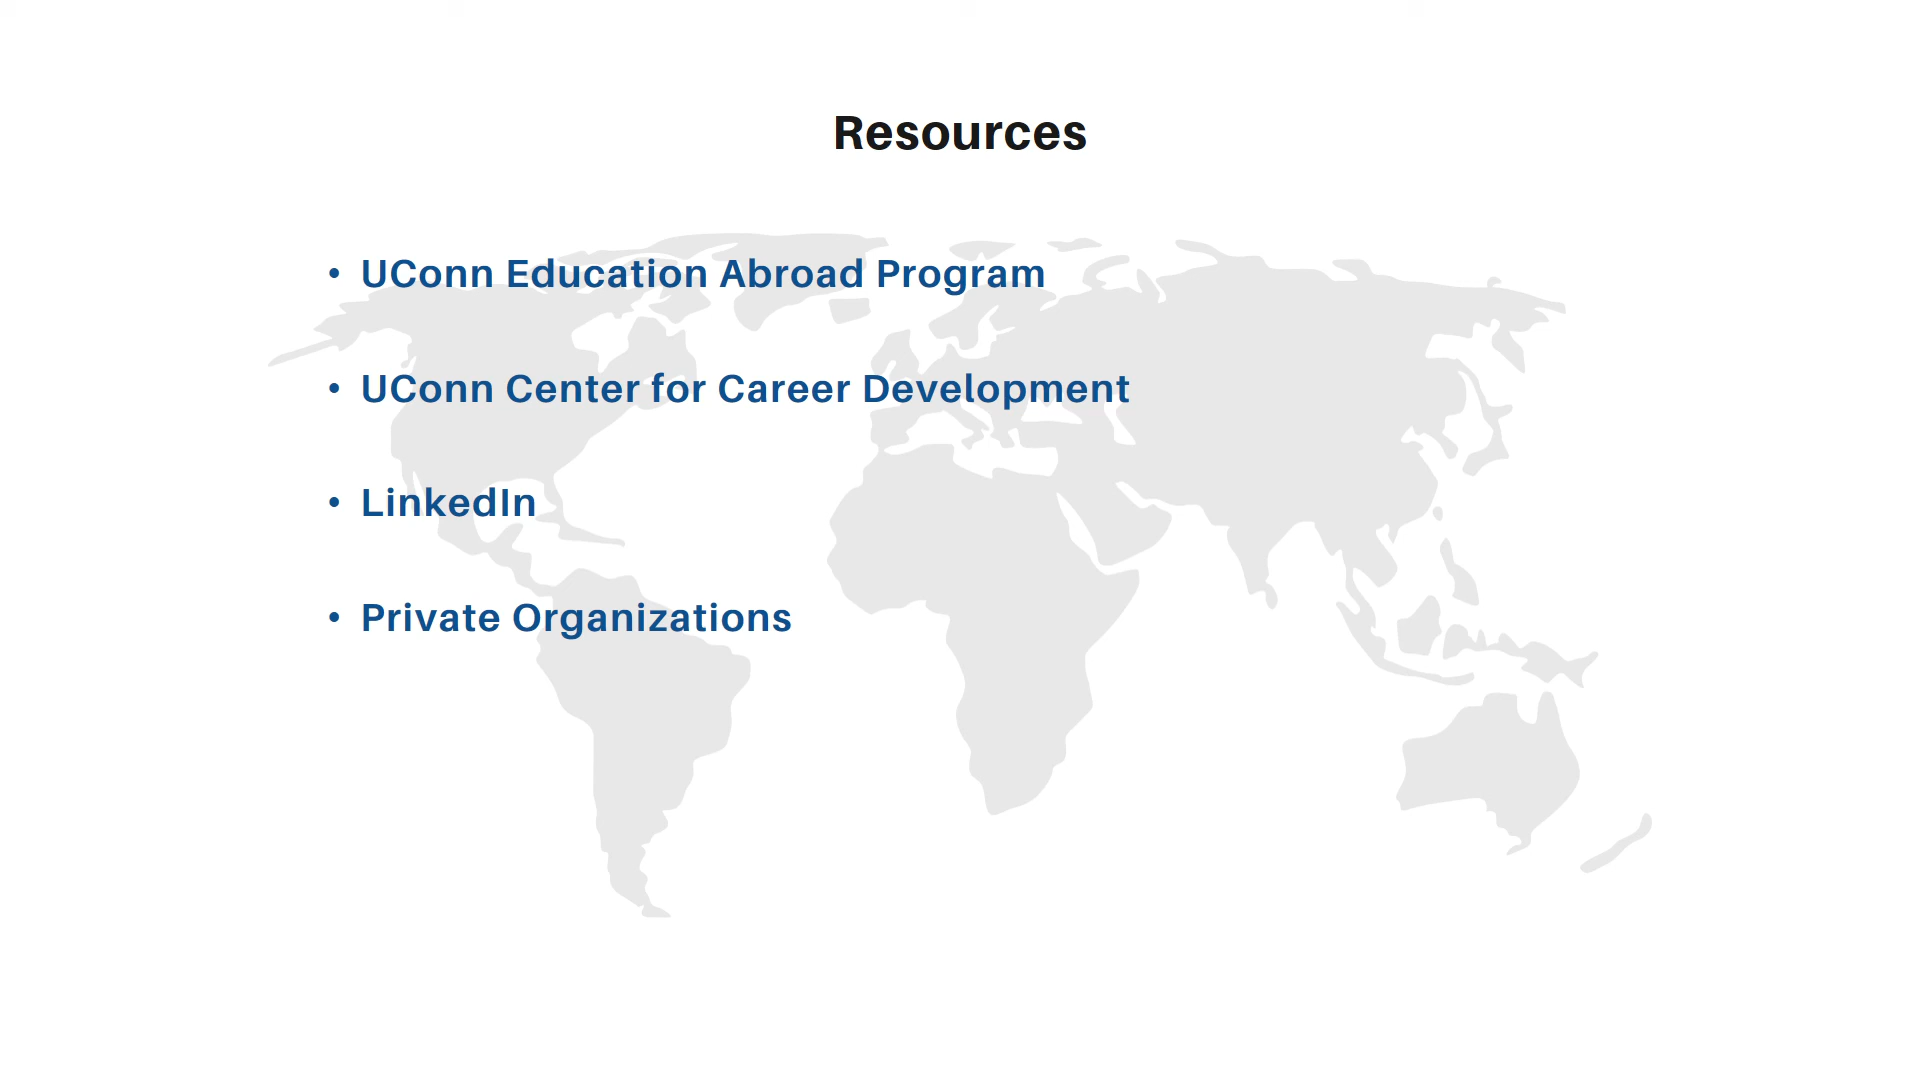 Resources
• UConn Education Abroad Program
• UConn Center for Career Development
• LinkedIn
• Private Organizations